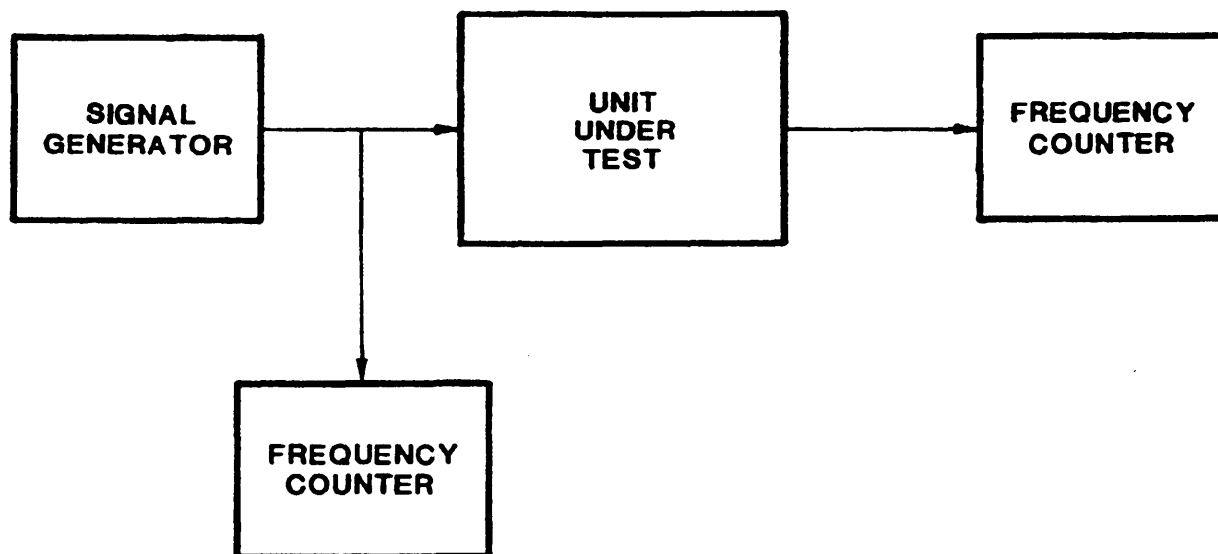 SIGNAL
GENERATOR
UNIT
UNDER
TEST
FREQUENCY
COUNTER
FREQUENCY
COUNTER